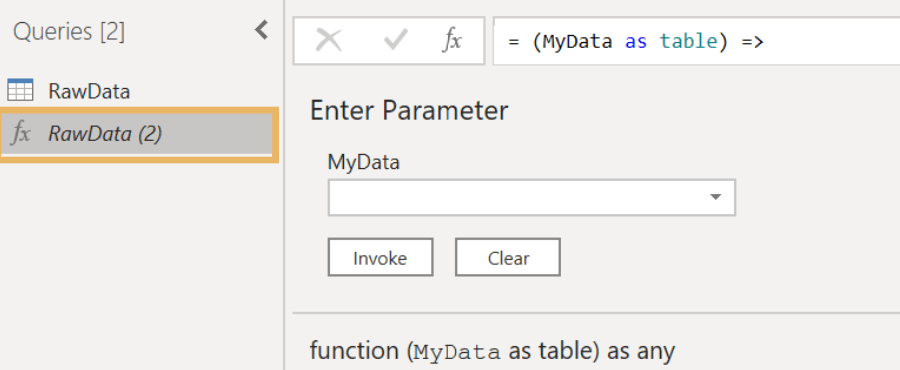 Queries [2]
RawData
fx RawData (2)
fx = (MyData as table) =>
Enter Parameter
MyData
Invoke Clear
function (MyData as table) as any